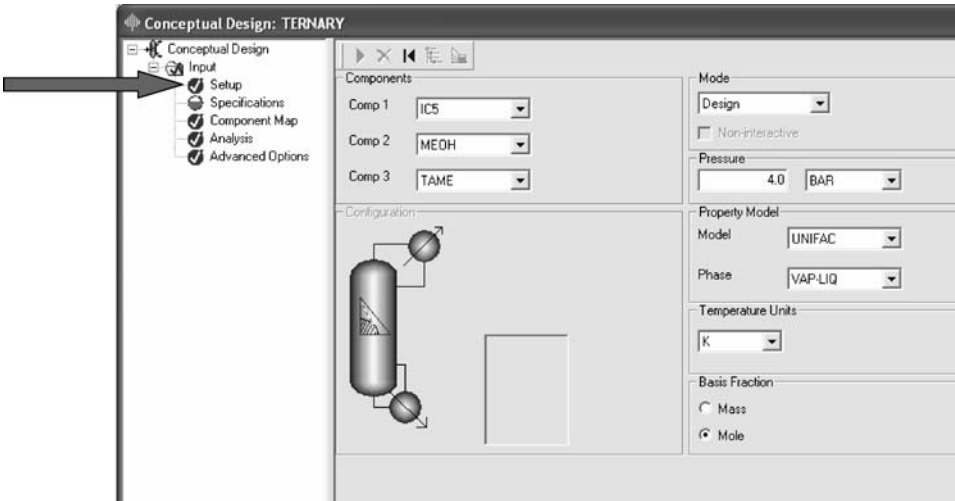 Conceptual Design: TERNARY
Conceptual Design
Input
Setup
Specifications
Component Map
Analysis
Advanced Options
Components
Comp 1 IC5
Comp 2 MEOH
Comp 3 TAME
Configuration
Mode
Design
Non-interactive
Pressure
4.0 BAR
Property Model
Model UNIFAC
Phase VAP-LIQ
Temperature Units
K
Basis Fraction
Mass
Mole